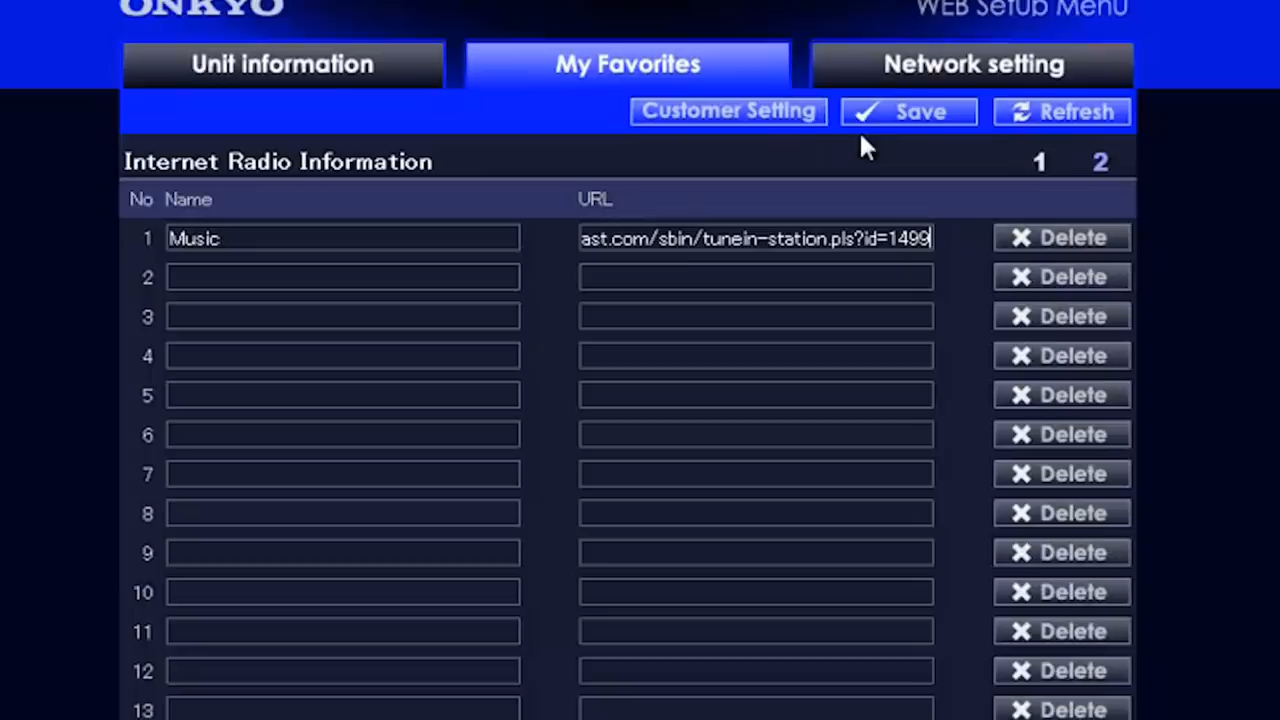 ONKYO WEB Setup Menu
Unit information My Favorites Network setting
Customer Setting Save Refresh
Internet Radio Information 1 2
No Name URL
1 Music ast.com/sbin/tunein-station.pls?id=1499 Delete
2 Delete
3 Delete
4 Delete
5 Delete
6 Delete
7 Delete
8 Delete
9 Delete
10 Delete
11 Delete
12 Delete
13 Delete